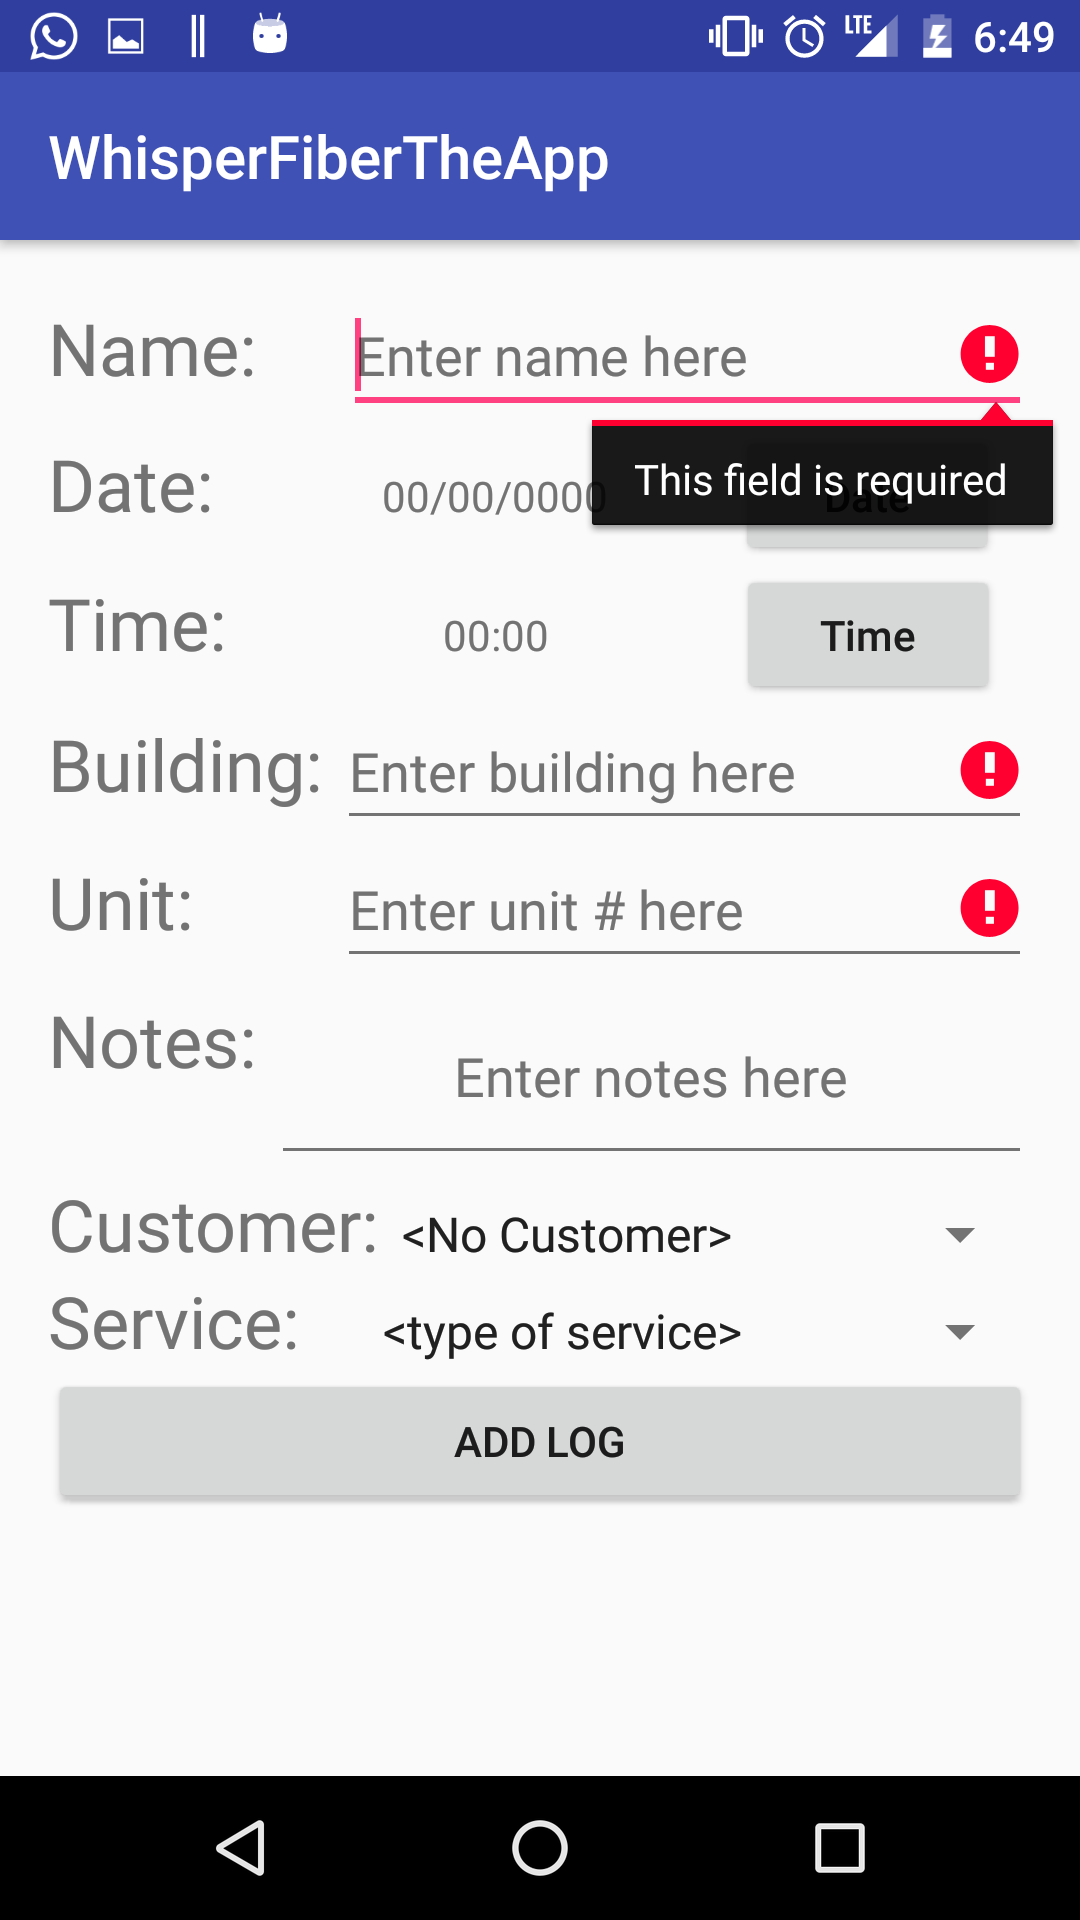 LTE 6:49
WhisperFiberTheApp
Name: Enter name here
Date: 00/00/0000 Date
This field is required
Time: 00:00 Time
Building: Enter building here
Unit: Enter unit # here
Notes: Enter notes here
Customer: <No Customer>
Service: <type of service>
ADD LOG